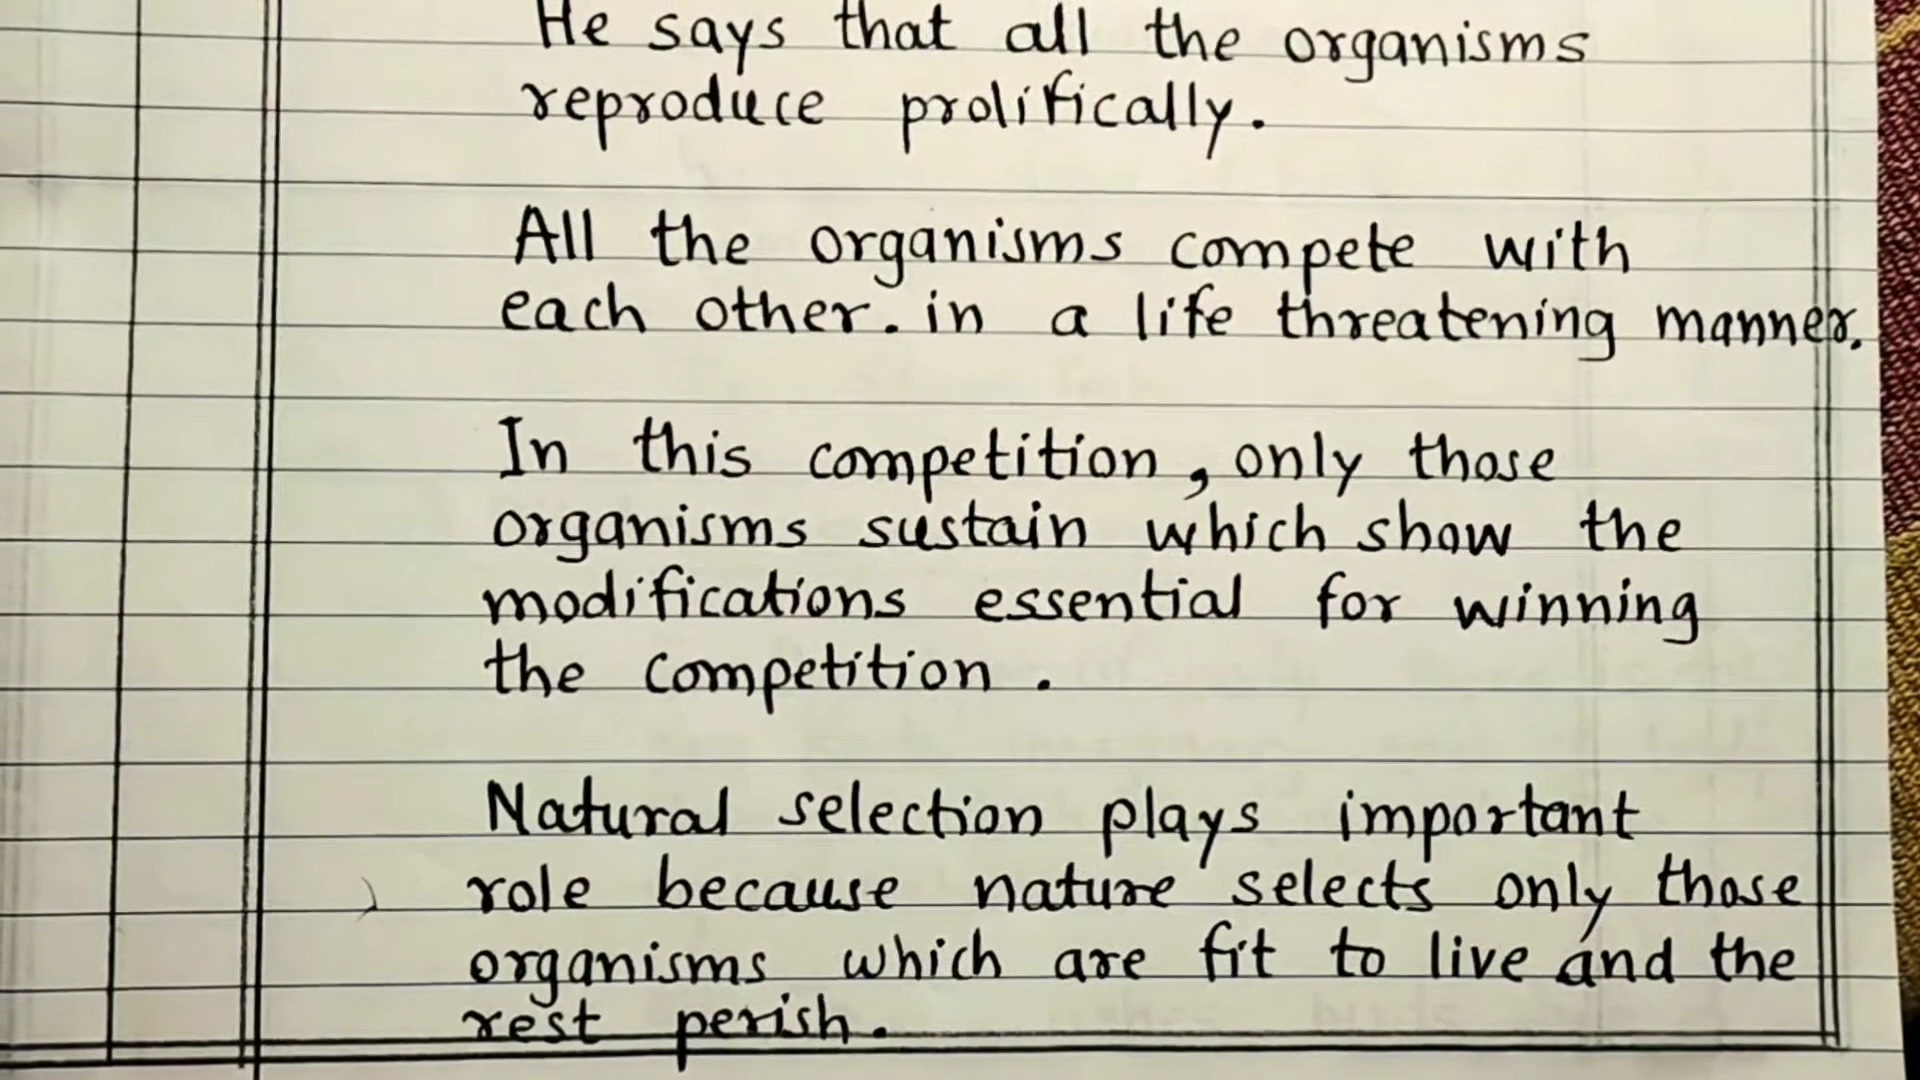 He says that all the organisms
reproduce prolifically.
All the organisms compete with
each other. in a life threatening manner.
In this competition, only those
organisms sustain which show the
modifications essential for winning
the competition.
Natural selection plays important
role because nature selects only those
organisms which are fit to live and the
rest perish.